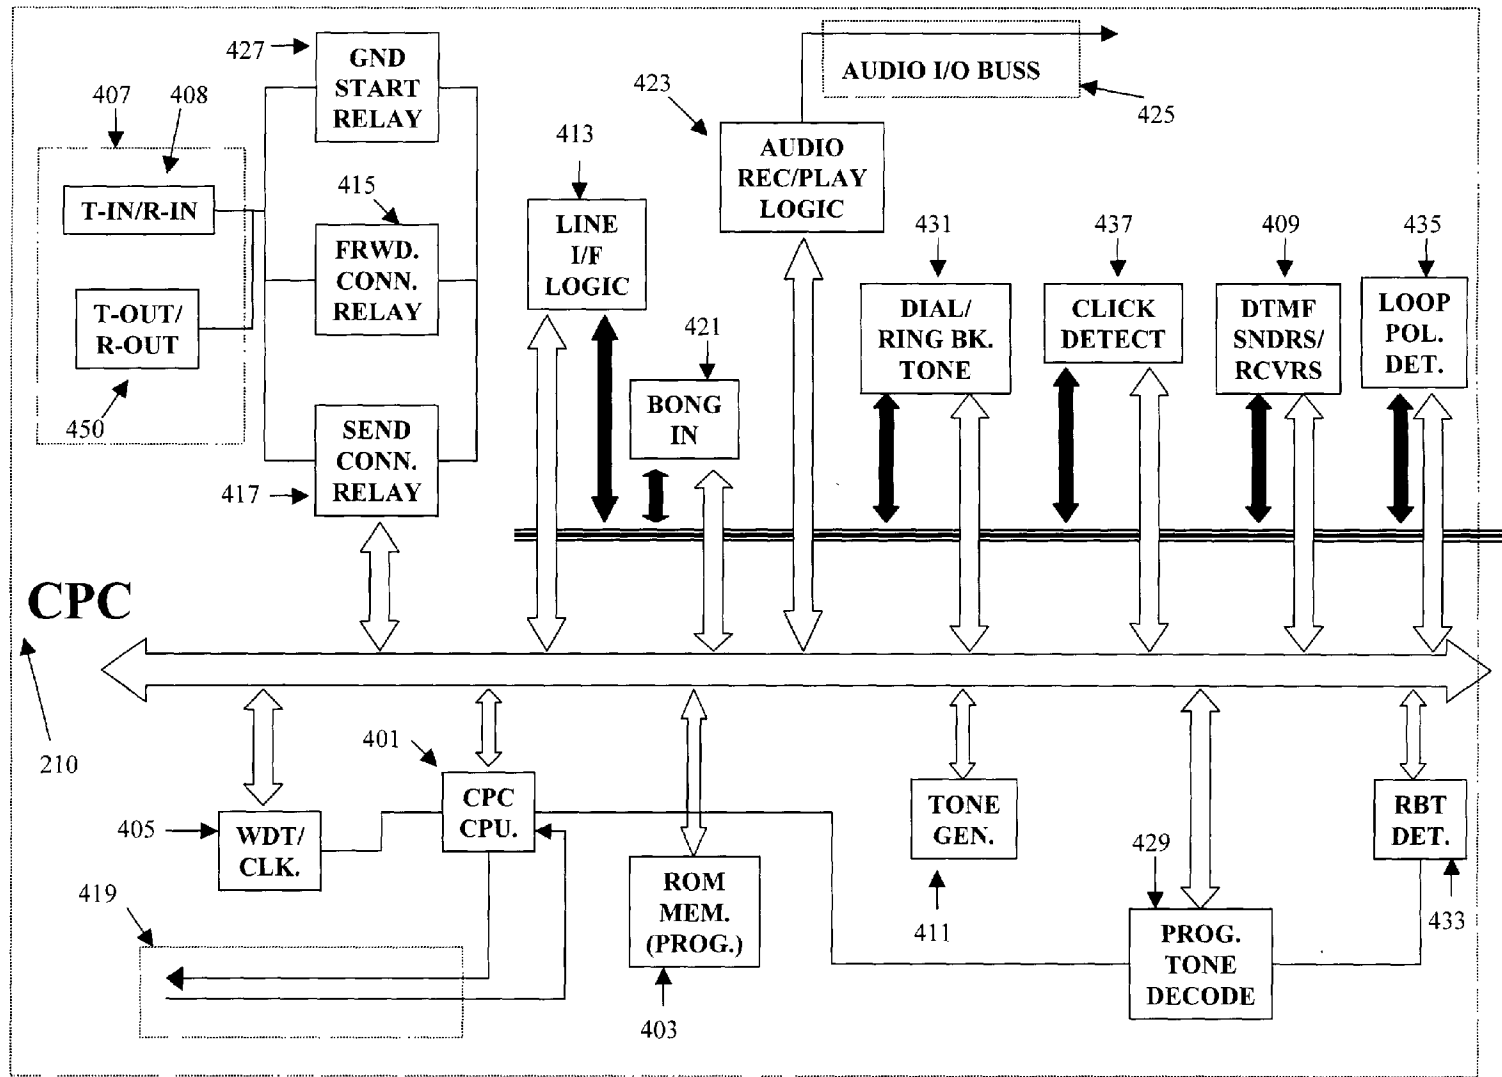 427
GND
START
RELAY
423
AUDIO I/O BUSS
425
407
408
413
AUDIO
REC/PLAY
LOGIC
T-IN/R-IN
415
LINE
I/F
LOGIC
431
437
409
435
FRWD.
CONN.
RELAY
T-OUT/
R-OUT
421
DIAL/
RING BK.
TONE
CLICK
DETECT
DTMF
SNDRS/
RCVRS
LOOP
POL.
DET.
450
SEND
CONN.
RELAY
BONG
IN
417
CPC
210
401
CPC
CPU.
405
WDT/
CLK.
TONE
GEN.
RBT
DET.
429
419
ROM
MEM.
(PROG.)
411
433
PROG.
TONE
DECODE
403